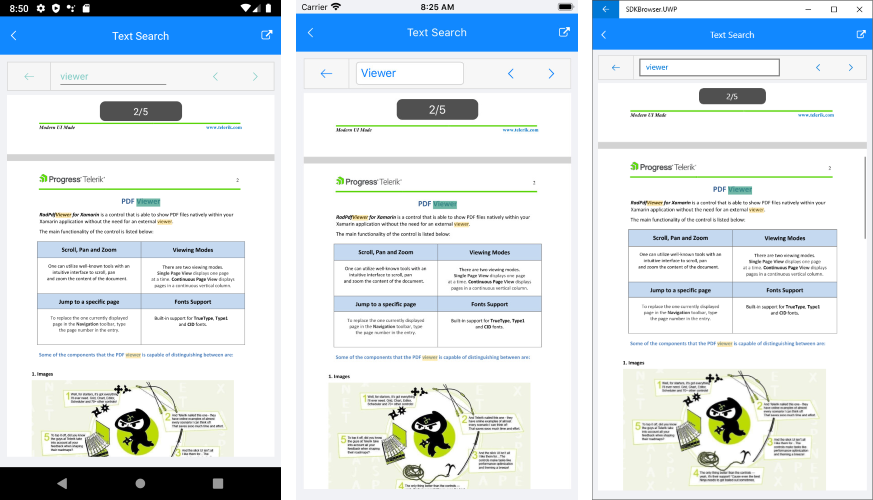 8:50
Text Search
viewer
2/5
Modern UI Made
www.telerik.com
Progress Telerik
2
PDF Viewer
RadPdfViewer for Xamarin is a control that is able to show PDF files natively within your
Xamarin application without the need for an external viewer.
The main functionality of the control is listed below:
Scroll, Pan and Zoom
Viewing Modes
One can utilize well-known tools with an
intuitive interface to scroll, pan
and zoom the content of the document.
There are two viewing modes.
Single Page View displays one page
at a time. Continuous Page View displays
pages in a continuous vertical column.
Jump to a specific page
Fonts Support
To replace the one currently displayed
page in the Navigation toolbar, type
the page number in the entry.
Built-in support for TrueType, Type1
and CID fonts.
Some of the components that the PDF viewer is capable of distinguishing between are:
1. Images
1
2
3
5
Carrier
8:25 AM
Text Search
Viewer
2/5
Modern UI Made
www.telerik.com
Progress Telerik
2
PDF Viewer
RadPdfViewer for Xamarin is a control that is able to show PDF files natively within your
Xamarin application without the need for an external viewer.
The main functionality of the control is listed below:
Scroll, Pan and Zoom
Viewing Modes
One can utilize well-known tools with an
intuitive interface to scroll, pan
and zoom the content of the document.
There are two viewing modes.
Single Page View displays one page
at a time. Continuous Page View displays
pages in a continuous vertical column.
Jump to a specific page
Fonts Support
To replace the one currently displayed
page in the Navigation toolbar, type
the page number in the entry.
Built-in support for TrueType, Type1
and CID fonts.
Some of the components that the PDF viewer is capable of distinguishing between are:
1. Images
1
2
3
4
5
SDKBrowser.UWP
Text Search
viewer
2/5
Modern UI Made
www.telerik.com
Progress Telerik
2
PDF Viewer
RadPdfViewer for Xamarin is a control that is able to show PDF files natively within your
Xamarin application without the need for an external viewer.
The main functionality of the control is listed below:
Scroll, Pan and Zoom
Viewing Modes
One can utilize well-known tools with an
intuitive interface to scroll, pan
and zoom the content of the document.
There are two viewing modes.
Single Page View displays one page
at a time. Continuous Page View displays
pages in a continuous vertical column.
Jump to a specific page
Fonts Support
To replace the one currently displayed
page in the Navigation toolbar, type
the page number in the entry.
Built-in support for TrueType, Type1
and CID fonts.
Some of the components that the PDF viewer is capable of distinguishing between are:
1. Images
1
2
3
4
5